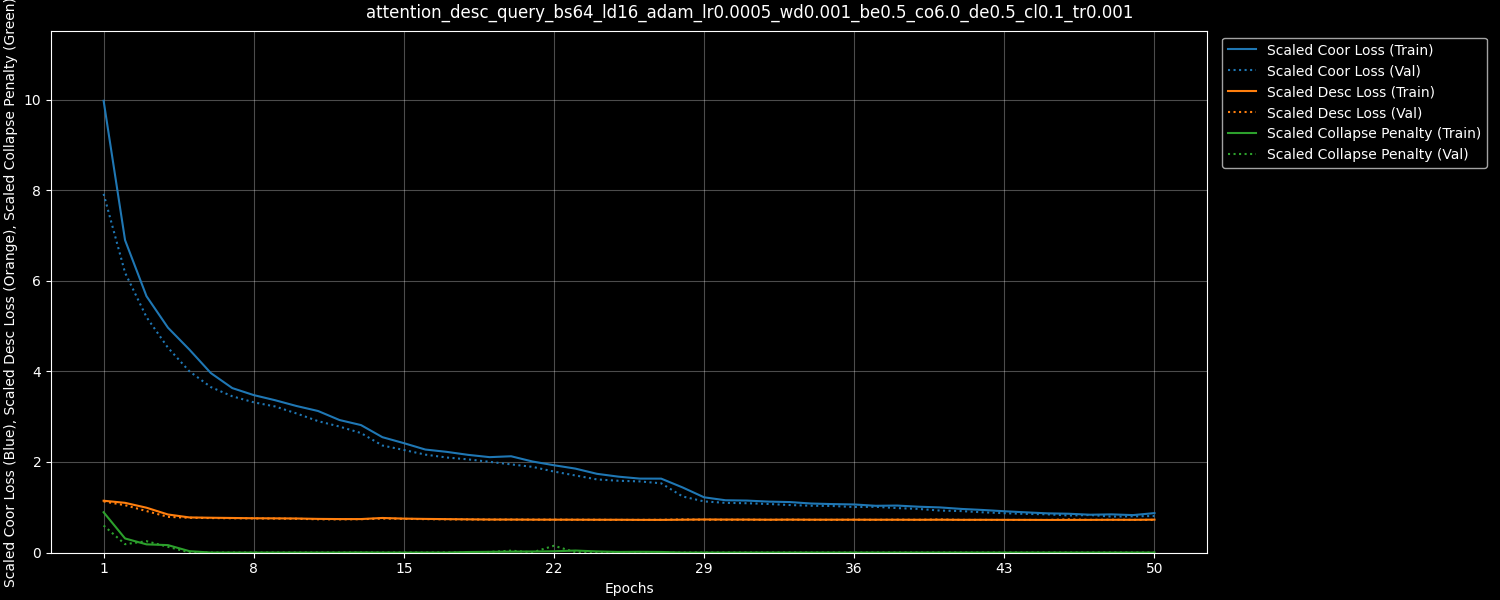 attention_desc_query_bs64_ld16_adam_lr0.0005_wd0.001_be0.5_co6.0_de0.5_cl0.1_tr0.001
Scaled Coor Loss (Blue), Scaled Desc Loss (Orange), Scaled Collapse Penalty (Green)
10
8
6
4
2
0
1 8 15 22 29 36 43 50
Epochs
Scaled Coor Loss (Train)
Scaled Coor Loss (Val)
Scaled Desc Loss (Train)
Scaled Desc Loss (Val)
Scaled Collapse Penalty (Train)
Scaled Collapse Penalty (Val)